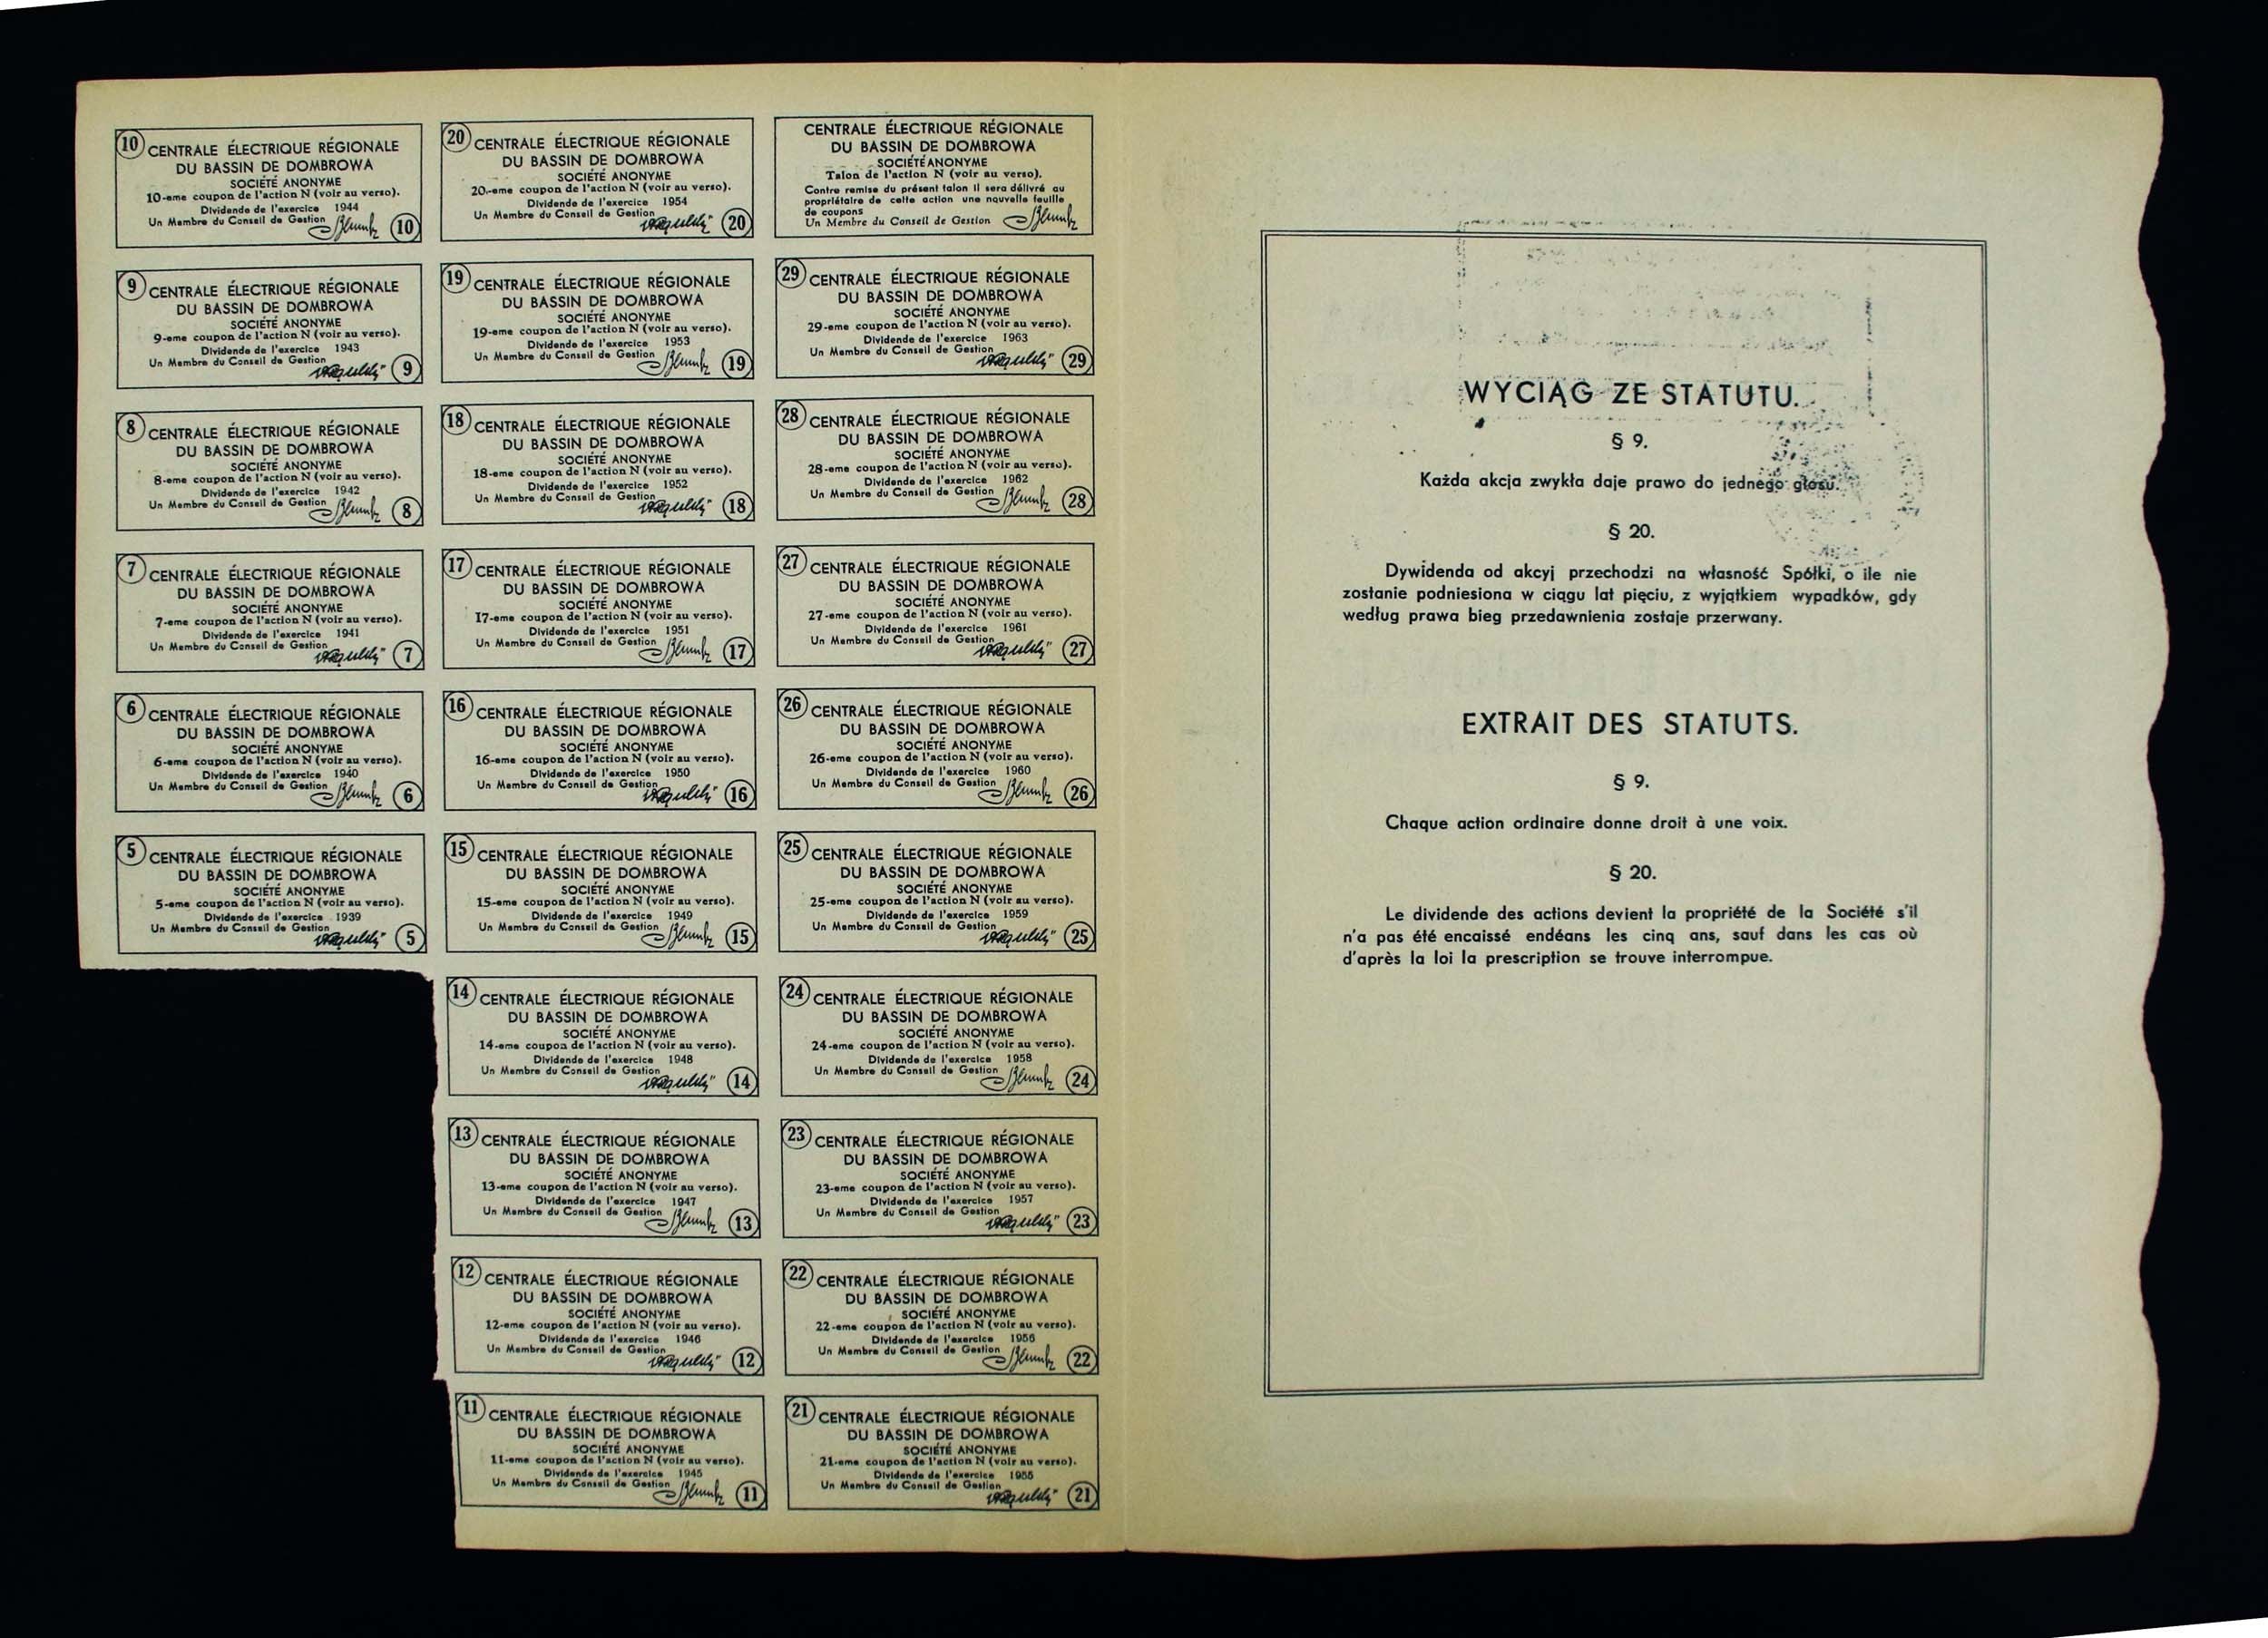 10
CENTRALE ÉLECTRIQUE RÉGIONALE
DU BASSIN DE DOMBROWA
SOCIÉTÉ ANONYME
10-eme coupon de l'action N (voir au verso).
Dividende de l'exercice 1944
Un Membre du Conseil de Gestion
10
9
CENTRALE ÉLECTRIQUE RÉGIONALE
DU BASSIN DE DOMBROWA
SOCIÉTÉ ANONYME
9-eme coupon de l'action N (voir au verso).
Dividende de l'exercice 1943
Un Membre du Conseil de Gestion
9
8
CENTRALE ÉLECTRIQUE RÉGIONALE
DU BASSIN DE DOMBROWA
SOCIÉTÉ ANONYME
8-eme coupon de l'action N (voir au verso).
Dividende de l'exercice 1942
Un Membre du Conseil de Gestion
8
7
CENTRALE ÉLECTRIQUE RÉGIONALE
DU BASSIN DE DOMBROWA
SOCIÉTÉ ANONYME
7-eme coupon de l'action N (voir au verso).
Dividende de l'exercice 1941
Un Membre du Conseil de Gestion
7
6
CENTRALE ÉLECTRIQUE RÉGIONALE
DU BASSIN DE DOMBROWA
SOCIÉTÉ ANONYME
6-eme coupon de l'action N (voir au verso).
Dividende de l'exercice 1940
Un Membre du Conseil de Gestion
6
5
CENTRALE ÉLECTRIQUE RÉGIONALE
DU BASSIN DE DOMBROWA
SOCIÉTÉ ANONYME
5-eme coupon de l'action N (voir au verso).
Dividende de l'exercice 1939
Un Membre du Conseil de Gestion
5
20
CENTRALE ÉLECTRIQUE RÉGIONALE
DU BASSIN DE DOMBROWA
SOCIÉTÉ ANONYME
20-eme coupon de l'action N (voir au verso).
Dividende de l'exercice 1954
Un Membre du Conseil de Gestion
20
19
CENTRALE ÉLECTRIQUE RÉGIONALE
DU BASSIN DE DOMBROWA
SOCIÉTÉ ANONYME
19-eme coupon de l'action N (voir au verso).
Dividende de l'exercice 1953
Un Membre du Conseil de Gestion
19
18
CENTRALE ÉLECTRIQUE RÉGIONALE
DU BASSIN DE DOMBROWA
SOCIÉTÉ ANONYME
18-eme coupon de l'action N (voir au verso).
Dividende de l'exercice 1952
Un Membre du Conseil de Gestion
18
17
CENTRALE ÉLECTRIQUE RÉGIONALE
DU BASSIN DE DOMBROWA
SOCIÉTÉ ANONYME
17-eme coupon de l'action N (voir au verso).
Dividende de l'exercice 1951
Un Membre du Conseil de Gestion
17
16
CENTRALE ÉLECTRIQUE RÉGIONALE
DU BASSIN DE DOMBROWA
SOCIÉTÉ ANONYME
16-eme coupon de l'action N (voir au verso).
Dividende de l'exercice 1950
Un Membre du Conseil de Gestion
16
15
CENTRALE ÉLECTRIQUE RÉGIONALE
DU BASSIN DE DOMBROWA
SOCIÉTÉ ANONYME
15-eme coupon de l'action N (voir au verso).
Dividende de l'exercice 1949
Un Membre du Conseil de Gestion
15
14
CENTRALE ÉLECTRIQUE RÉGIONALE
DU BASSIN DE DOMBROWA
SOCIÉTÉ ANONYME
14-eme coupon de l'action N (voir au verso).
Dividende de l'exercice 1948
Un Membre du Conseil de Gestion
14
13
CENTRALE ÉLECTRIQUE RÉGIONALE
DU BASSIN DE DOMBROWA
SOCIÉTÉ ANONYME
13-eme coupon de l'action N (voir au verso).
Dividende de l'exercice 1947
Un Membre du Conseil de Gestion
13
12
CENTRALE ÉLECTRIQUE RÉGIONALE
DU BASSIN DE DOMBROWA
SOCIÉTÉ ANONYME
12-eme coupon de l'action N (voir au verso).
Dividende de l'exercice 1946
Un Membre du Conseil de Gestion
12
11
CENTRALE ÉLECTRIQUE RÉGIONALE
DU BASSIN DE DOMBROWA
SOCIÉTÉ ANONYME
11-eme coupon de l'action N (voir au verso).
Dividende de l'exercice 1945
Un Membre du Conseil de Gestion
11
CENTRALE ÉLECTRIQUE RÉGIONALE
DU BASSIN DE DOMBROWA
SOCIÉTÉ ANONYME
Talon de l'action N (voir au verso).
Contre remise du présent talon il sera délivré au
propriétaire de cette action une nouvelle feuille
de coupons
Un Membre du Conseil de Gestion
29
CENTRALE ÉLECTRIQUE RÉGIONALE
DU BASSIN DE DOMBROWA
SOCIÉTÉ ANONYME
29-eme coupon de l'action N (voir au verso).
Dividende de l'exercice 1963
Un Membre du Conseil de Gestion
29
28
CENTRALE ÉLECTRIQUE RÉGIONALE
DU BASSIN DE DOMBROWA
SOCIÉTÉ ANONYME
28-eme coupon de l'action N (voir au verso).
Dividende de l'exercice 1962
Un Membre du Conseil de Gestion
28
27
CENTRALE ÉLECTRIQUE RÉGIONALE
DU BASSIN DE DOMBROWA
SOCIÉTÉ ANONYME
27-eme coupon de l'action N (voir au verso).
Dividende de l'exercice 1961
Un Membre du Conseil de Gestion
27
26
CENTRALE ÉLECTRIQUE RÉGIONALE
DU BASSIN DE DOMBROWA
SOCIÉTÉ ANONYME
26-eme coupon de l'action N (voir au verso).
Dividende de l'exercice 1960
Un Membre du Conseil de Gestion
26
25
CENTRALE ÉLECTRIQUE RÉGIONALE
DU BASSIN DE DOMBROWA
SOCIÉTÉ ANONYME
25-eme coupon de l'action N (voir au verso).
Dividende de l'exercice 1959
Un Membre du Conseil de Gestion
25
24
CENTRALE ÉLECTRIQUE RÉGIONALE
DU BASSIN DE DOMBROWA
SOCIÉTÉ ANONYME
24-eme coupon de l'action N (voir au verso).
Dividende de l'exercice 1958
Un Membre du Conseil de Gestion
24
23
CENTRALE ÉLECTRIQUE RÉGIONALE
DU BASSIN DE DOMBROWA
SOCIÉTÉ ANONYME
23-eme coupon de l'action N (voir au verso).
Dividende de l'exercice 1957
Un Membre du Conseil de Gestion
23
22
CENTRALE ÉLECTRIQUE RÉGIONALE
DU BASSIN DE DOMBROWA
SOCIÉTÉ ANONYME
22-eme coupon de l'action N (voir au verso).
Dividende de l'exercice 1956
Un Membre du Conseil de Gestion
22
21
CENTRALE ÉLECTRIQUE RÉGIONALE
DU BASSIN DE DOMBROWA
SOCIÉTÉ ANONYME
21-eme coupon de l'action N (voir au verso).
Dividende de l'exercice 1955
Un Membre du Conseil de Gestion
21
WYCIĄG ZE STATUTU.
§ 9.
Każda akcja zwykła daje prawo do jednego głosu.
§ 20.
Dywidenda od akcyj przechodzi na własność Spółki, o ile nie
zostanie podniesiona w ciągu lat pięciu, z wyjątkiem wypadków, gdy
według prawa bieg przedawnienia zostaje przerwany.
EXTRAIT DES STATUTS.
§ 9.
Chaque action ordinaire donne droit à une voix.
§ 20.
Le dividende des actions devient la propriété de la Société s'il
n'a pas été encaissé endéans les cinq ans, sauf dans les cas où
d'après la loi la prescription se trouve interrompue.